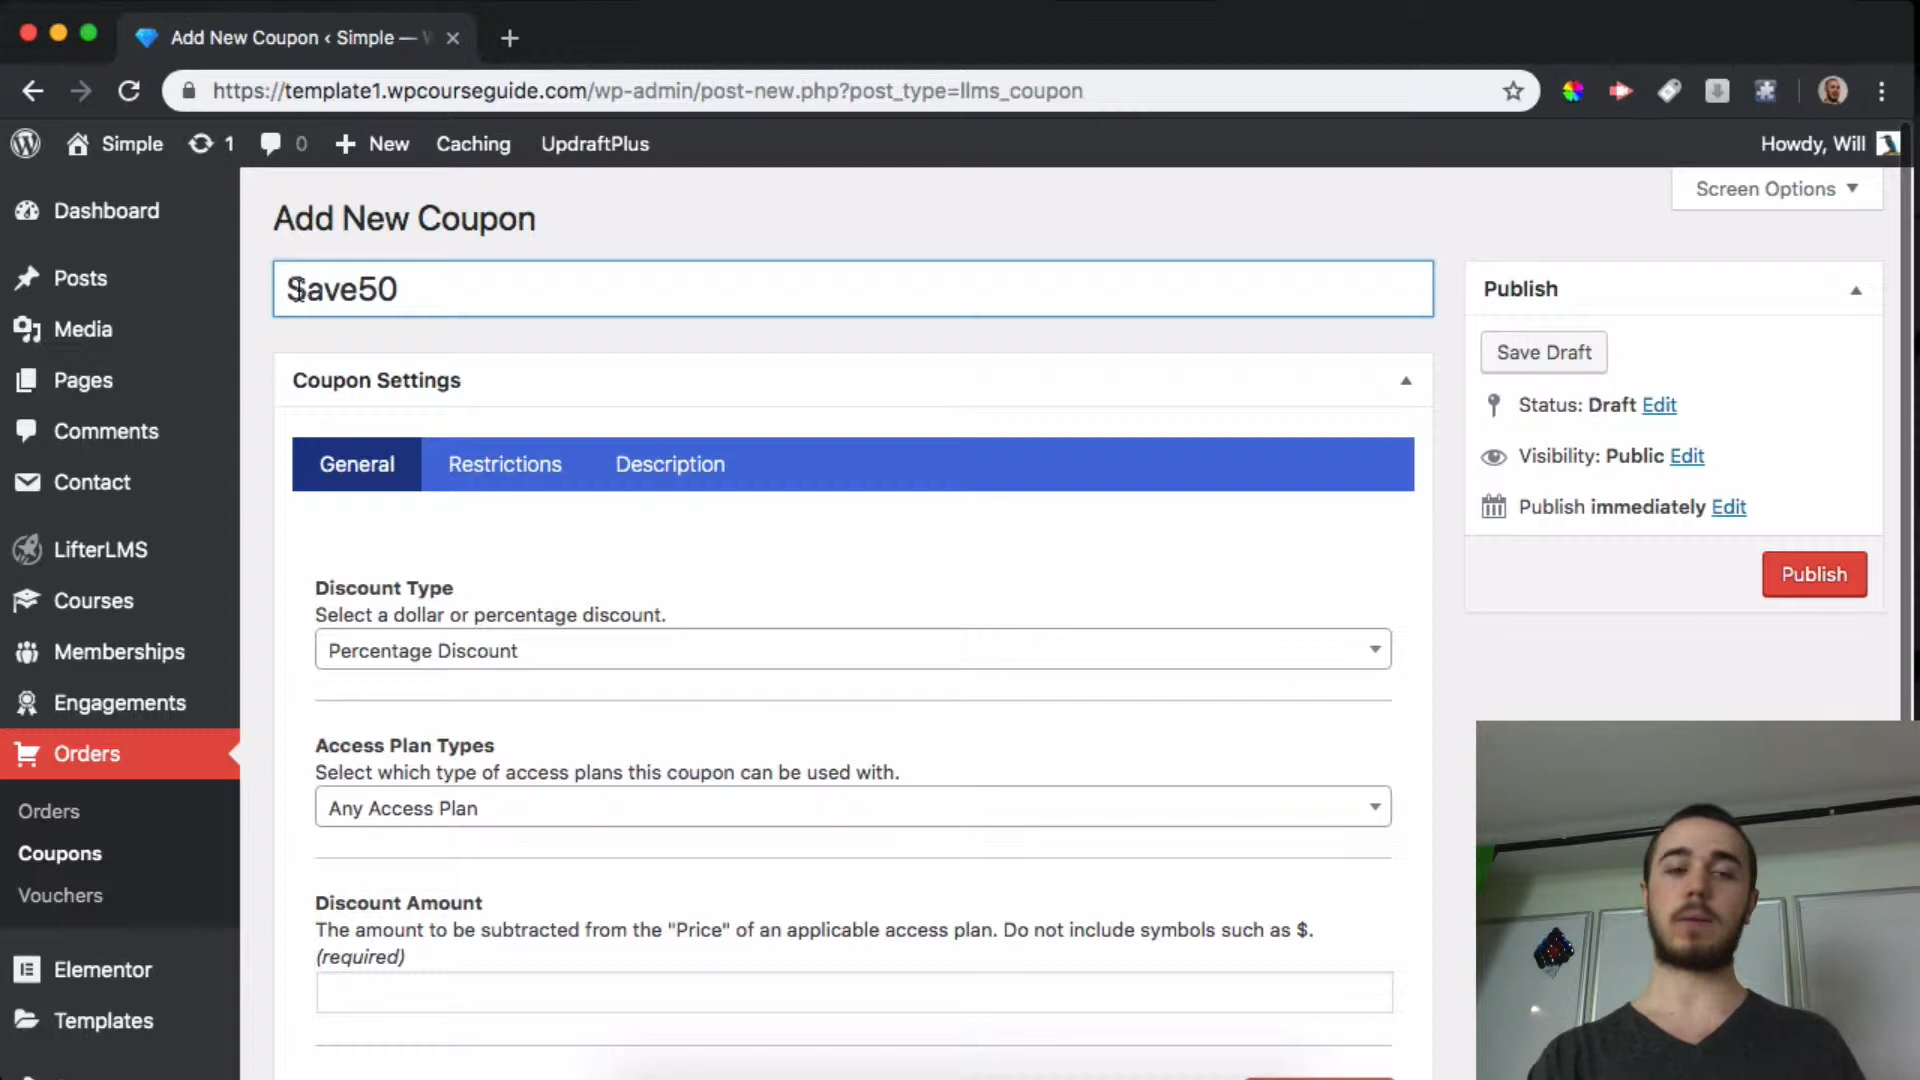 Add New Coupon ‹ Simple —
https://template1.wpcourseguide.com/wp-admin/post-new.php?post_type=llms_coupon
Simple 1 0 New Caching UpdraftPlus Howdy, Will
Screen Options
Dashboard
Posts
Media
Pages
Comments
Contact
LifterLMS
Courses
Memberships
Engagements
Orders
Orders
Coupons
Vouchers
Elementor
Templates
Add New Coupon
Save50
Coupon Settings
General Restrictions Description
Discount Type
Select a dollar or percentage discount.
Percentage Discount
Access Plan Types
Select which type of access plans this coupon can be used with.
Any Access Plan
Discount Amount
The amount to be subtracted from the "Price" of an applicable access plan. Do not include symbols such as $.
(required)
Publish
Save Draft
Status: Draft Edit
Visibility: Public Edit
Publish immediately Edit
Publish